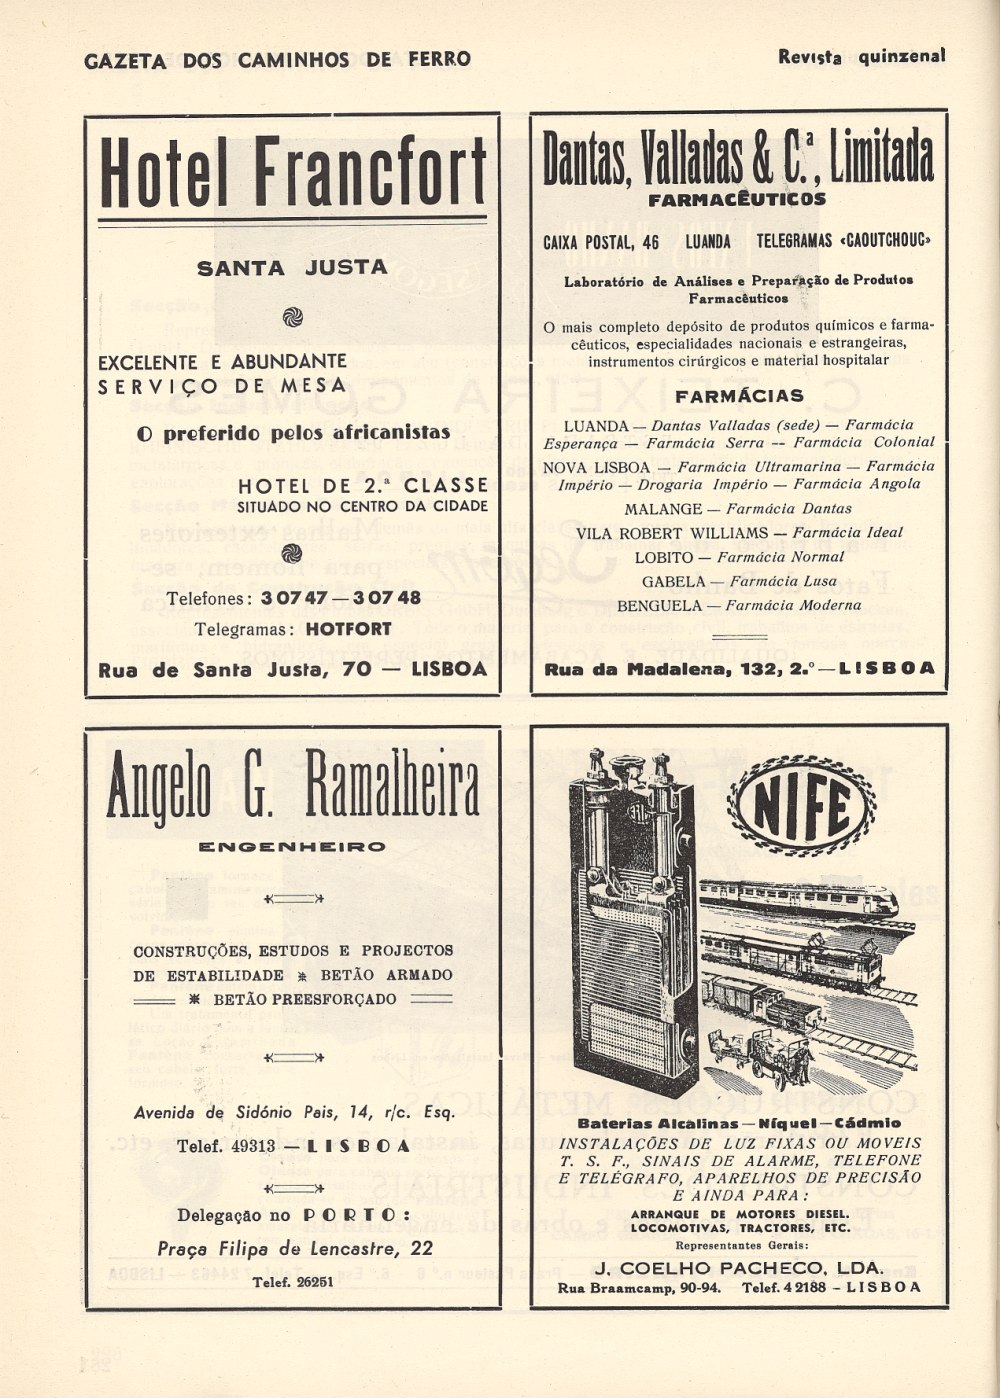 GAZETA DOS CAMINHOS DE FERRO
Revista quinzenal
Hotel Francfort
SANTA JUSTA
EXCELENTE E ABUNDANTE
SERVIÇO DE MESA
O preferido pelos africanistas
HOTEL DE 2.ª CLASSE
SITUADO NO CENTRO DA CIDADE
Telefones: 30747—30748
Telegramas: HOTFORT
Rua de Santa Justa, 70 — LISBOA
Dantas, Valladas & C.ª, Limitada
FARMACÊUTICOS
CAIXA POSTAL, 46 LUANDA TELEGRAMAS «CAOUTCHOUC»
Laboratório de Análises e Preparação de Produtos
Farmacêuticos
O mais completo depósito de produtos químicos e farma-
cêuticos, especialidades nacionais e estrangeiras,
instrumentos cirúrgicos e material hospitalar
FARMÁCIAS
LUANDA — Dantas Valladas (sede) — Farmácia
Esperança — Farmácia Serra -- Farmácia Colonial
NOVA LISBOA — Farmácia Ultramarina — Farmácia
Império — Drogaria Império — Farmácia Angola
MALANGE — Farmácia Dantas
VILA ROBERT WILLIAMS — Farmácia Ideal
LOBITO — Farmácia Normal
GABELA — Farmácia Lusa
BENGUELA — Farmácia Moderna
Rua da Madalena, 132, 2.º — LISBOA
Angelo G. Ramalheira
ENGENHEIRO
CONSTRUÇÕES, ESTUDOS E PROJECTOS
DE ESTABILIDADE * BETÃO ARMADO
* BETÃO PREESFORÇADO
Avenida de Sidónio Pais, 14, r/c. Esq.
Telef. 49313 — LISBOA
Delegação no PORTO:
Praça Filipa de Lencastre, 22
Telef. 26251
NIFE
Baterias Alcalinas — Níquel — Cádmio
INSTALAÇÕES DE LUZ FIXAS OU MOVEIS
T. S. F., SINAIS DE ALARME, TELEFONE
E TELÉGRAFO, APARELHOS DE PRECISÃO
E AINDA PARA:
ARRANQUE DE MOTORES DIESEL.
LOCOMOTIVAS, TRACTORES, ETC.
Representantes Gerais:
J. COELHO PACHECO, LDA.
Rua Braamcamp, 90-94. Telef. 42188 – LISBOA